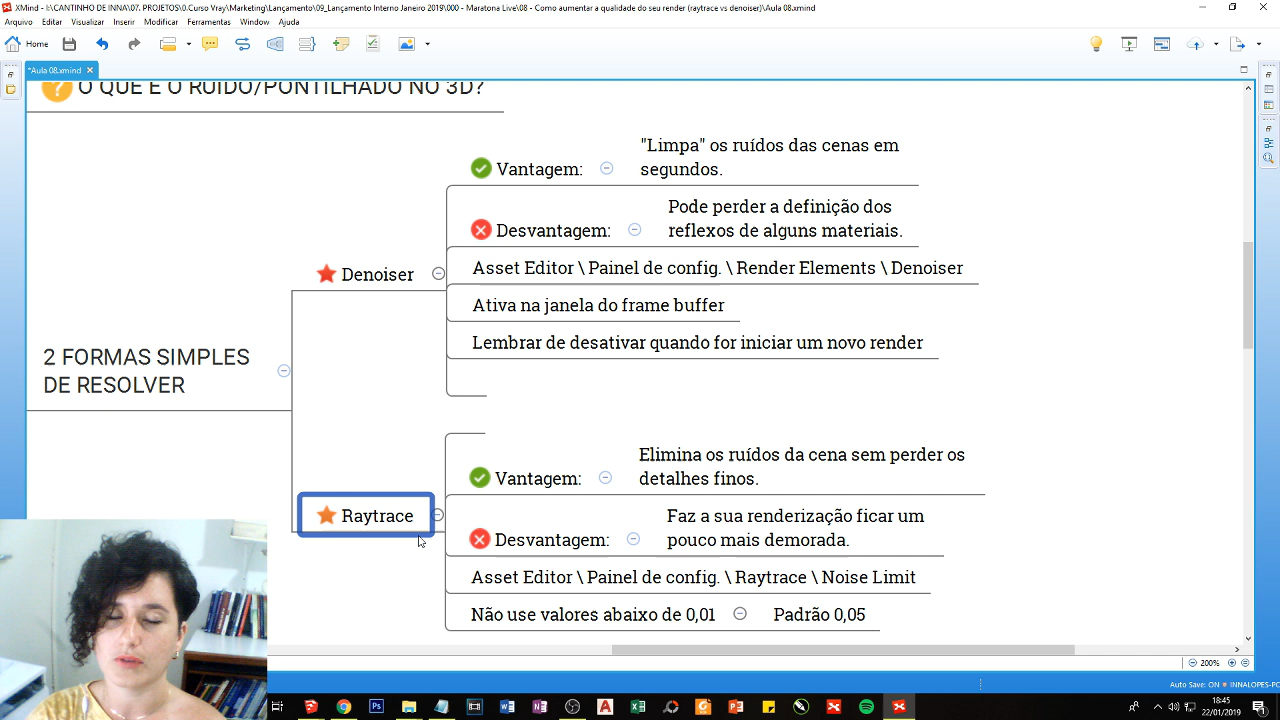 XMind - I:\CANTINHO DE INNA\07. PROJETOS\0.Curso Vray\Marketing\Lançamento\09_Lançamento Interno Janeiro 2019\000 - Maratona Live\08 - Como aumentar a qualidade do seu render (raytrace vs denoiser)\Aula 08.xmind
Arquivo Editar Visualizar Inserir Modificar Ferramentas Window Ajuda
Home
*Aula 08.xmind
O QUE É O RUÍDO/PONTILHADO NO 3D?
Vantagem:
"Limpa" os ruídos das cenas em
segundos.
Desvantagem:
Pode perder a definição dos
reflexos de alguns materiais.
Denoiser
Asset Editor \ Painel de config. \ Render Elements \ Denoiser
Ativa na janela do frame buffer
Lembrar de desativar quando for iniciar um novo render
2 FORMAS SIMPLES
DE RESOLVER
Vantagem:
Elimina os ruídos da cena sem perder os
detalhes finos.
Raytrace
Desvantagem:
Faz a sua renderização ficar um
pouco mais demorada.
Asset Editor \ Painel de config. \ Raytrace \ Noise Limit
Não use valores abaixo de 0,01
Padrão 0,05
200%
Auto Save: ON
INNALOPES-PC
18:45
22/01/2019